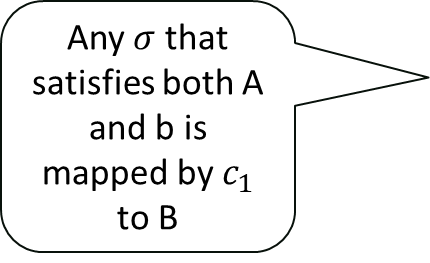 Any σ that
satisfies both A
and b is
mapped by c₁
to B